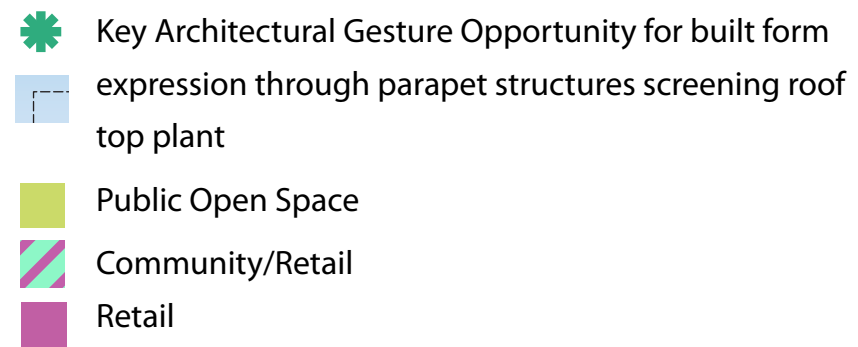 Key Architectural Gesture Opportunity for built form
expression through parapet structures screening roof
top plant
Public Open Space
Community/Retail
Retail